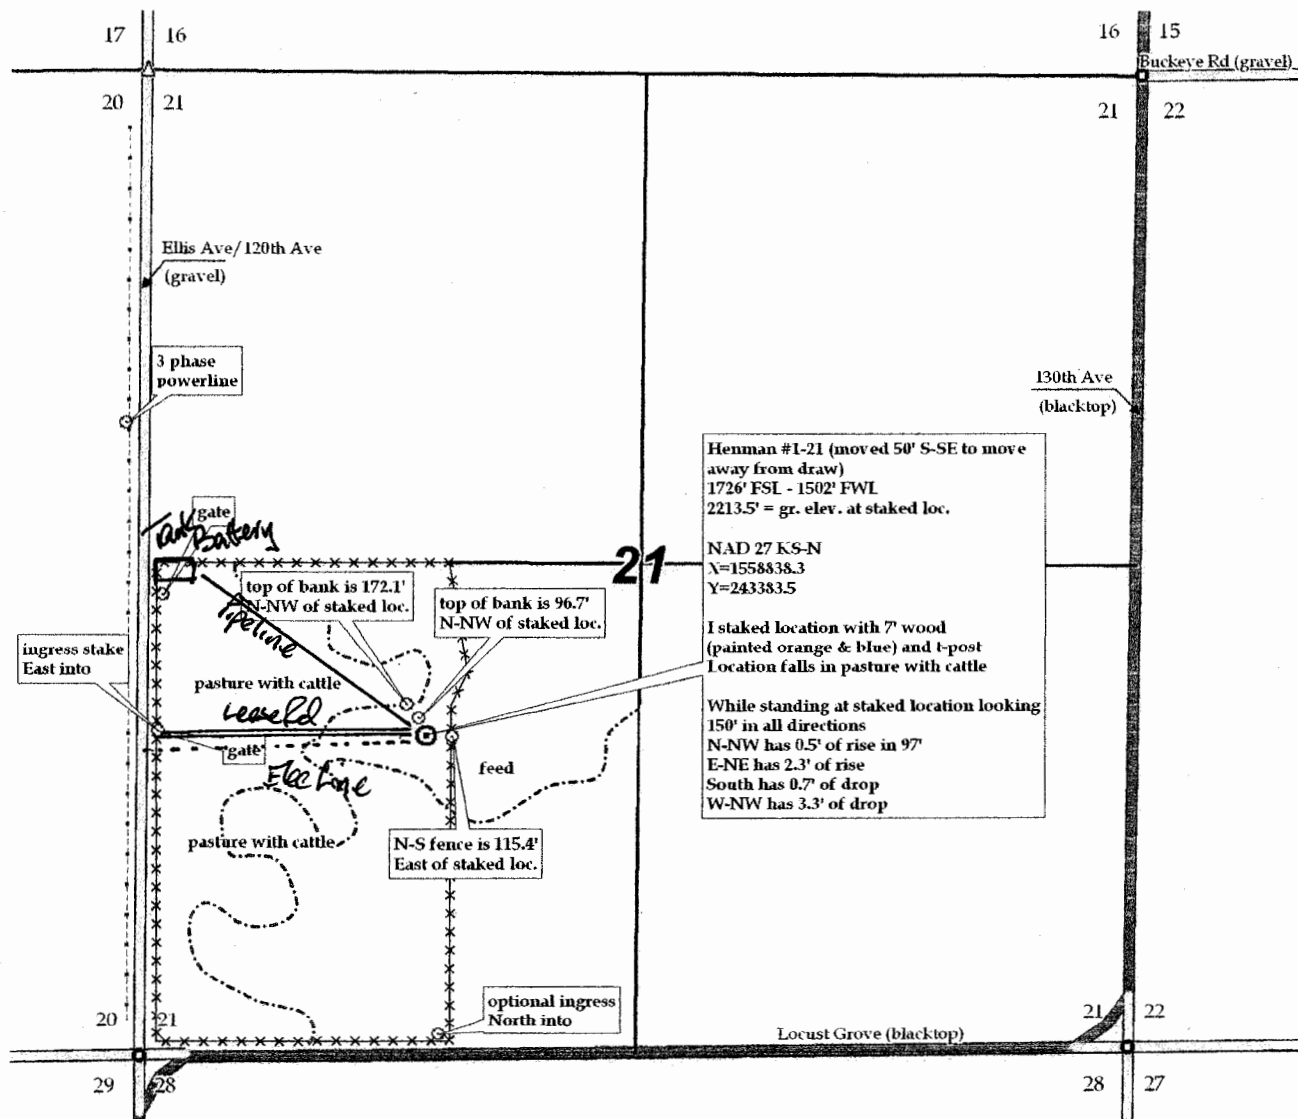 17 16
16 15
Buckeye Rd (gravel)
20 21
21 22
Ellis Ave/120th Ave
(gravel)
3 phase
powerline
130th Ave
(blacktop)
Henman #1-21 (moved 50' S-SE to move
away from draw)
1726' FSL - 1502' FWL
2213.5' = gr. elev. at staked loc.
NAD 27 KS-N
X=1558838.3
Y=243383.5
I staked location with 7' wood
(painted orange & blue) and t-post
Location falls in pasture with cattle
While standing at staked location looking
150' in all directions
N-NW has 0.5' of rise in 97'
E-NE has 2.3' of rise
South has 0.7' of drop
W-NW has 3.3' of drop
gate
Tank
Battery
21
top of bank is 172.1'
N-NW of staked loc.
top of bank is 96.7'
N-NW of staked loc.
Pipeline
ingress stake
East into
pasture with cattle
Lease Rd
gate
Elec Line
feed
pasture with cattle
N-S fence is 115.4'
East of staked loc.
optional ingress
North into
20 21
21 22
Locust Grove (blacktop)
29 28
28 27